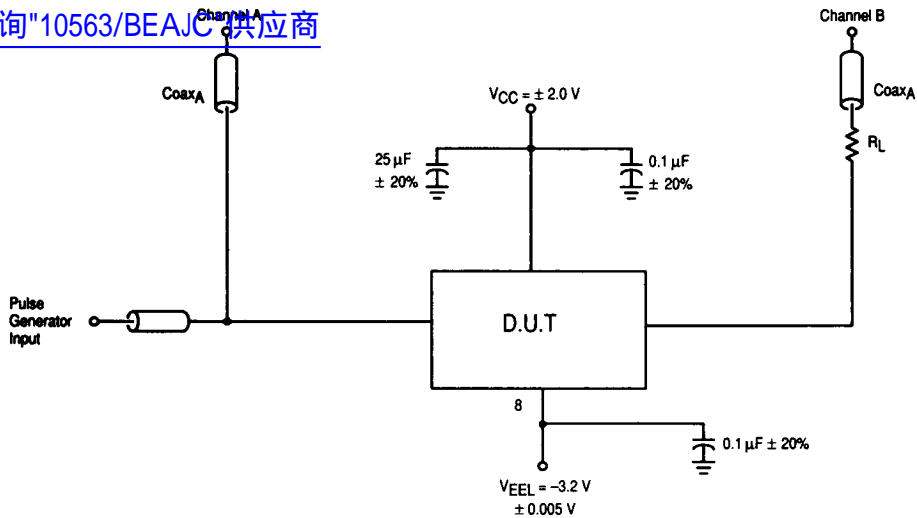 询"10563/BEAJC"供应商
Channel A
Channel B
CoaxA
CoaxA
VCC = ± 2.0 V
RL
25 µF
± 20%
0.1 µF
± 20%
Pulse
Generator
Input
D.U.T
8
0.1 µF ± 20%
VEEL = –3.2 V
± 0.005 V